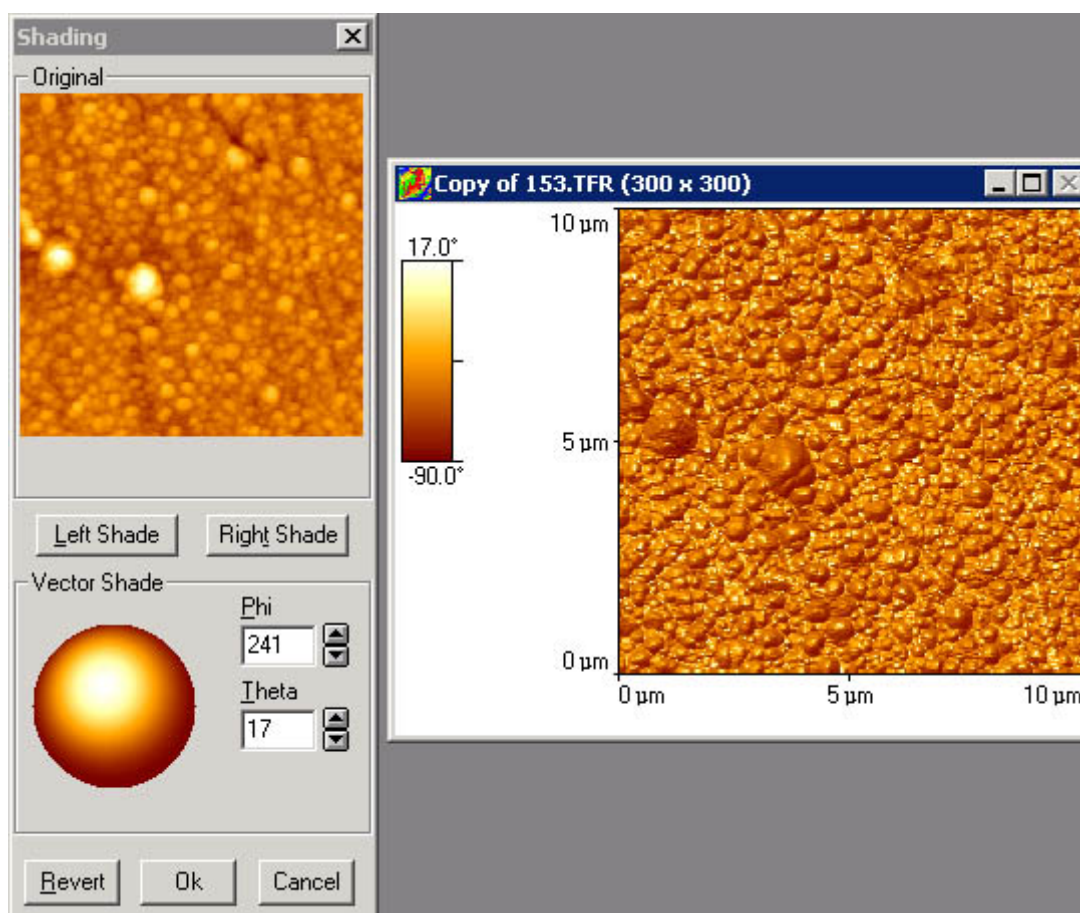 Shading
Original
Left Shade
Right Shade
Vector Shade
Phi
241
Theta
17
Revert
Ok
Cancel
Copy of 153.TFR (300 x 300)
17.0°
-90.0°
10 µm
5 µm
0 µm
0 µm
5 µm
10 µm